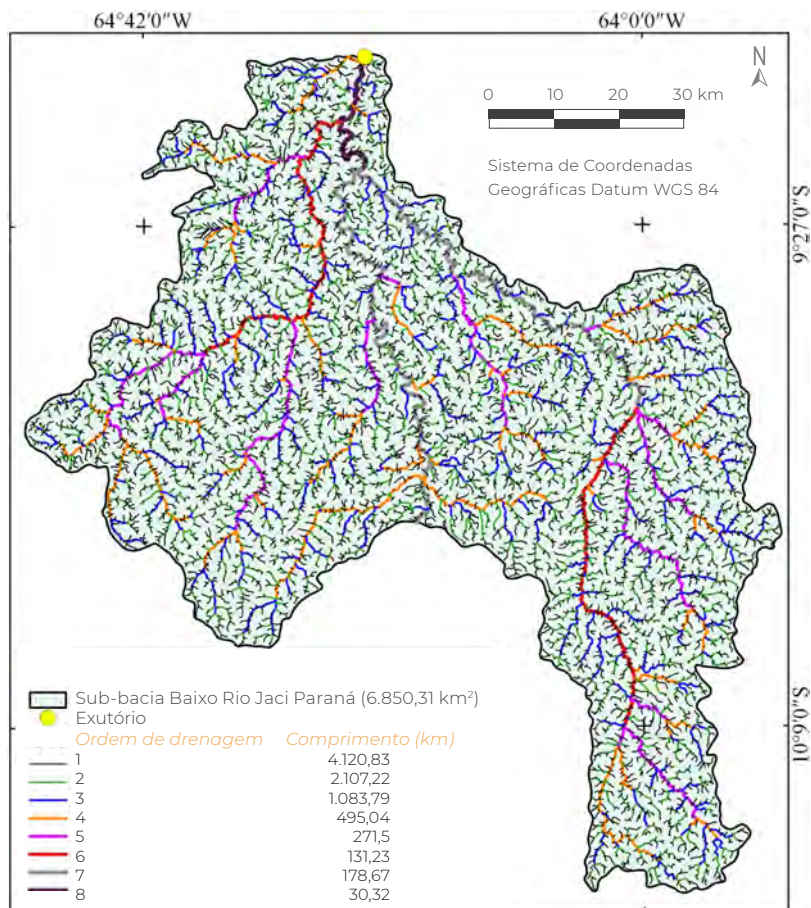 64°42'0"W 64°0'0"W
N
0 10 20 30 km
Sistema de Coordenadas
Geográficas Datum WGS 84
9°27'0"S
10°9'0"S
Sub-bacia Baixo Rio Jaci Paraná (6.850,31 km²)
Exutório
Ordem de drenagem Comprimento (km)
1 4.120,83
2 2.107,22
3 1.083,79
4 495,04
5 271,5
6 131,23
7 178,67
8 30,32